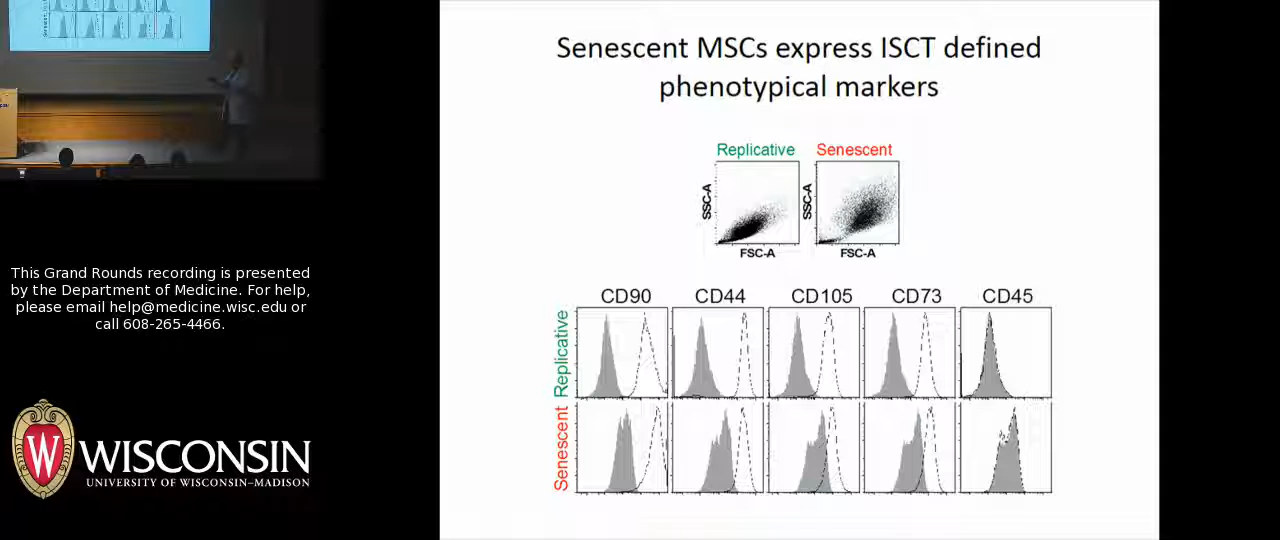 Senescent MSCs express ISCT defined
phenotypical markers
Replicative
Senescent
SSC-A
SSC-A
FSC-A
FSC-A
CD90
CD44
CD105
CD73
CD45
Replicative
Senescent
This Grand Rounds recording is presented
by the Department of Medicine. For help,
please email help@medicine.wisc.edu or
call 608-265-4466.
W
WISCONSIN
UNIVERSITY OF WISCONSIN–MADISON